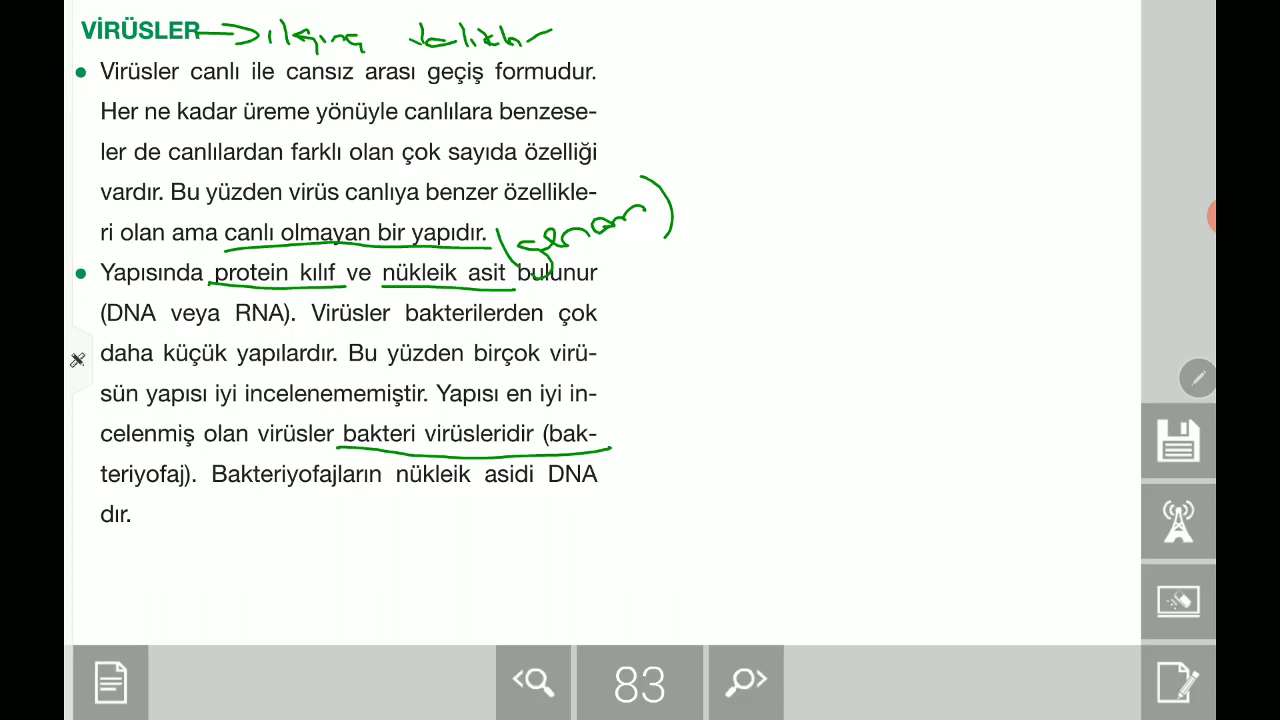 VİRÜSLER
• Virüsler canlı ile cansız arası geçiş formudur.
Her ne kadar üreme yönüyle canlılara benzese-
ler de canlılardan farklı olan çok sayıda özelliği
vardır. Bu yüzden virüs canlıya benzer özellikle-
ri olan ama canlı olmayan bir yapıdır. (genom)
• Yapısında protein kılıf ve nükleik asit bulunur
(DNA veya RNA). Virüsler bakterilerden çok
daha küçük yapılardır. Bu yüzden birçok virü-
sün yapısı iyi incelenememiştir. Yapısı en iyi in-
celenmiş olan virüsler bakteri virüsleridir (bak-
teriyofaj). Bakteriyofajların nükleik asidi DNA
dır.
83